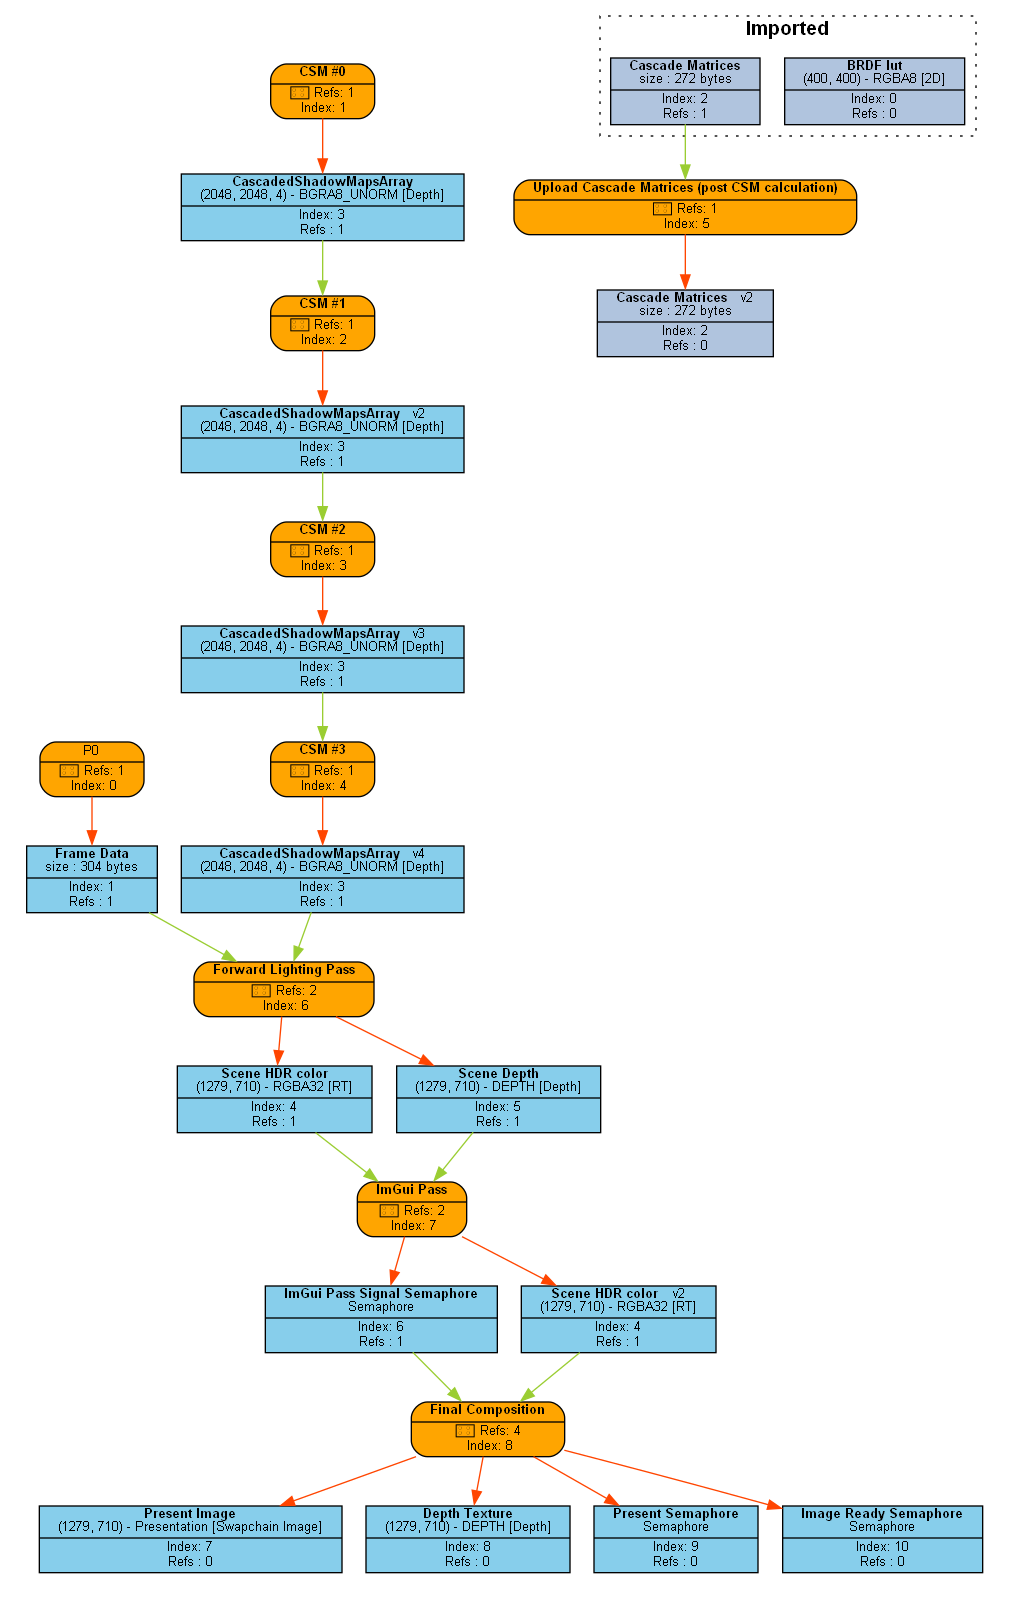 Imported
Cascade Matrices
size : 272 bytes
Index: 2
Refs : 1
BRDF lut
(400, 400) - RGBA8 [2D]
Index: 0
Refs : 0
CSM #0
Refs: 1
Index: 1
CascadedShadowMapsArray
(2048, 2048, 4) - BGRA8_UNORM [Depth]
Index: 3
Refs : 1
Upload Cascade Matrices (post CSM calculation)
Refs: 1
Index: 5
CSM #1
Refs: 1
Index: 2
Cascade Matrices v2
size : 272 bytes
Index: 2
Refs : 0
CascadedShadowMapsArray v2
(2048, 2048, 4) - BGRA8_UNORM [Depth]
Index: 3
Refs : 1
CSM #2
Refs: 1
Index: 3
CascadedShadowMapsArray v3
(2048, 2048, 4) - BGRA8_UNORM [Depth]
Index: 3
Refs : 1
P0
Refs: 1
Index: 0
CSM #3
Refs: 1
Index: 4
Frame Data
size : 304 bytes
Index: 1
Refs : 1
CascadedShadowMapsArray v4
(2048, 2048, 4) - BGRA8_UNORM [Depth]
Index: 3
Refs : 1
Forward Lighting Pass
Refs: 2
Index: 6
Scene HDR color
(1279, 710) - RGBA32 [RT]
Index: 4
Refs : 1
Scene Depth
(1279, 710) - DEPTH [Depth]
Index: 5
Refs : 1
ImGui Pass
Refs: 2
Index: 7
ImGui Pass Signal Semaphore
Semaphore
Index: 6
Refs : 1
Scene HDR color v2
(1279, 710) - RGBA32 [RT]
Index: 4
Refs : 1
Final Composition
Refs: 4
Index: 8
Present Image
(1279, 710) - Presentation [Swapchain Image]
Index: 7
Refs : 0
Depth Texture
(1279, 710) - DEPTH [Depth]
Index: 8
Refs : 0
Present Semaphore
Semaphore
Index: 9
Refs : 0
Image Ready Semaphore
Semaphore
Index: 10
Refs : 0